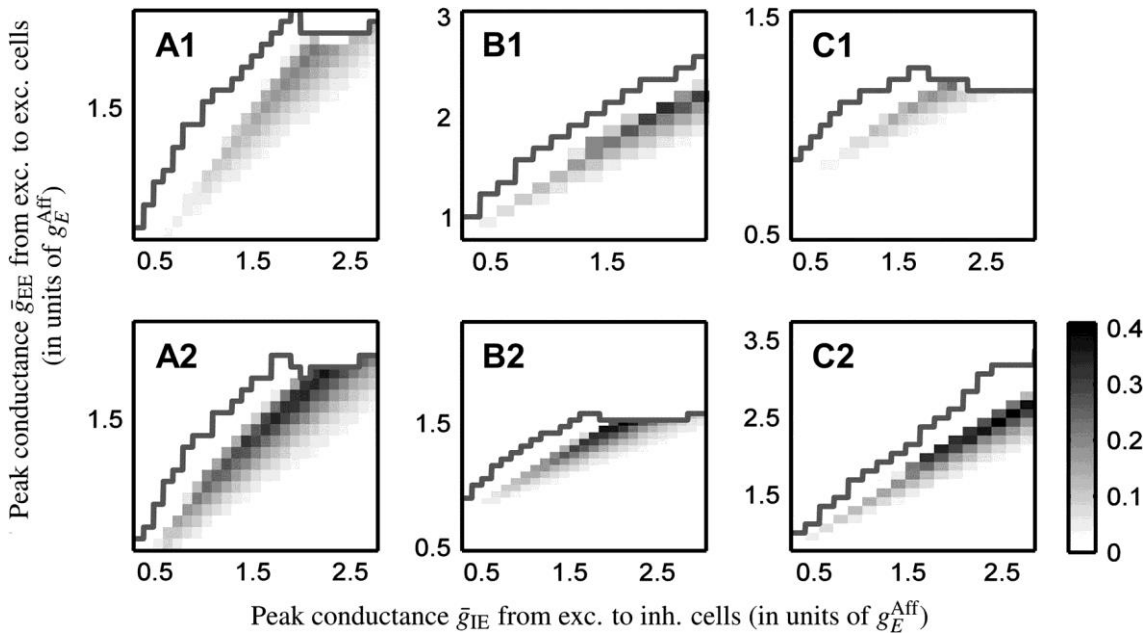 Peak conductance ḡEE from exc. to exc. cells
(in units of gE^Aff)
A1
1.5
0.5 1.5 2.5
B1
3
2
1
0.5 1.5
C1
1.5
1.0
0.5
0.5 1.5 2.5
A2
1.5
0.5 1.5 2.5
B2
1.5
0.5
0.5 1.5 2.5
C2
3.5
2.5
1.5
0.5 1.5 2.5
0.4
0.3
0.2
0.1
0
Peak conductance ḡIE from exc. to inh. cells (in units of gE^Aff)